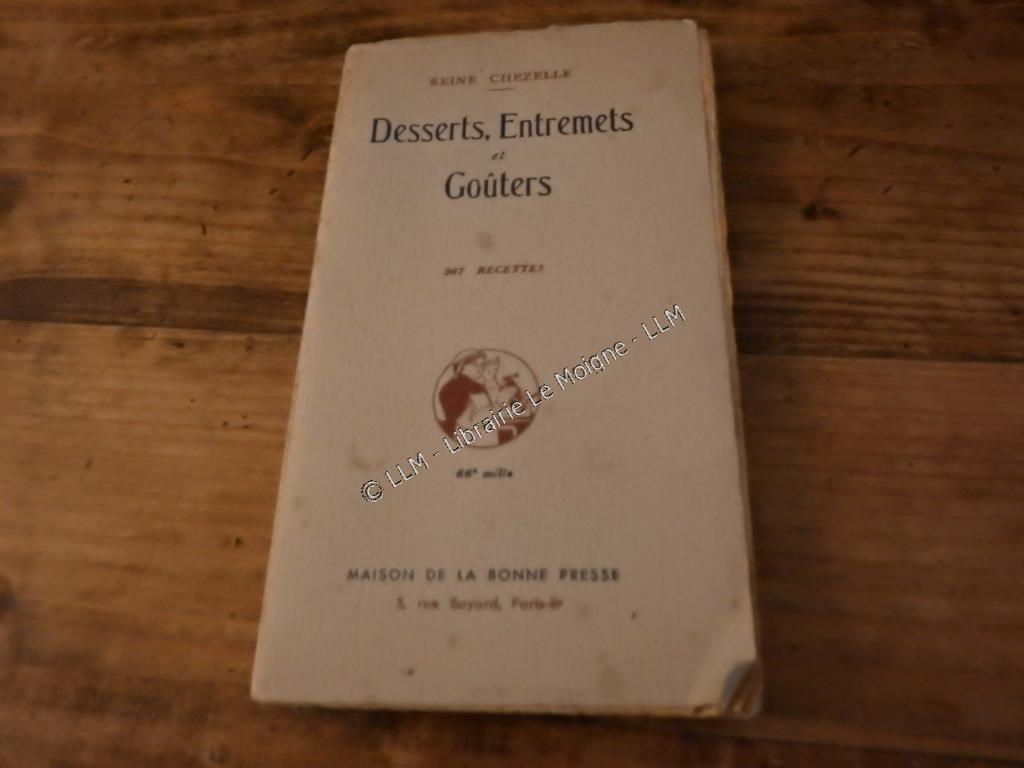 REINE CHEZELLE
Desserts, Entremets
et
Goûters
367 RECETTES
© LLM - Librairie Le Moigne - LLM
66e mille
MAISON DE LA BONNE PRESSE
5, rue Bayard, Paris-8e